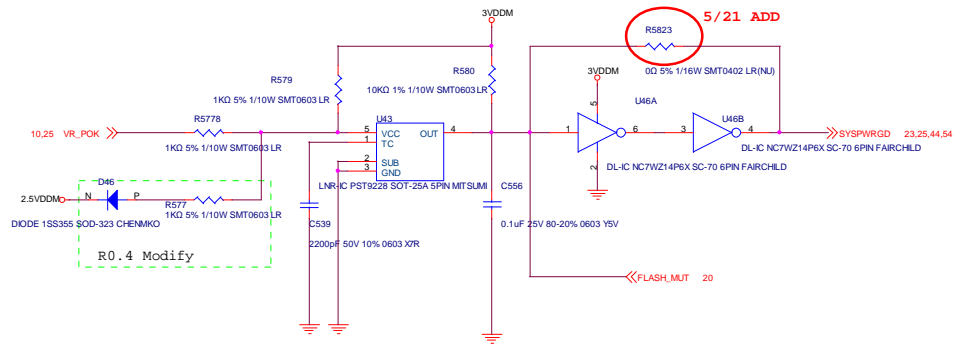 5/21 ADD
3VDDM
R5823
0Ω 5% 1/16W SMT0402 LR(NU)
R579
1KΩ 5% 1/10W SMT0603 LR
R580
10KΩ 1% 1/10W SMT0603 LR
3VDDM
5
U46A
U46B
10,25 VR_POK
R5778
1KΩ 5% 1/10W SMT0603 LR
U43
5 VCC OUT 4
1 TC
2 SUB
3 GND
1 6 3 4
2
SYSPWRGD 23,25,44,54
DL-IC NC7WZ14P6X SC-70 6PIN FAIRCHILD
DL-IC NC7WZ14P6X SC-70 6PIN FAIRCHILD
LNR-IC PST9228 SOT-25A 5PIN MITSUMI
D46
2.5VDDM N P
R577
1KΩ 5% 1/10W SMT0603 LR
DIODE 1SS355 SOD-323 CHENMKO
R0.4 Modify
C539
2200pF 50V 10% 0603 X7R
C556
0.1uF 25V 80-20% 0603 Y5V
FLASH_MUT 20